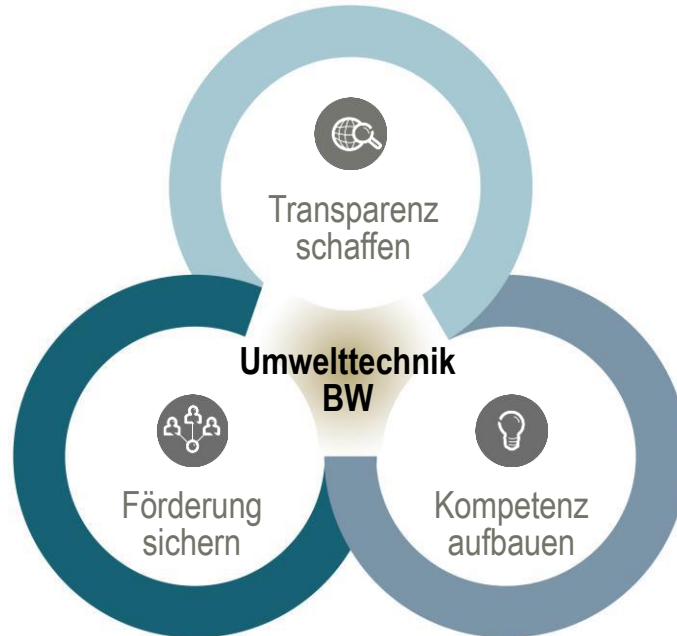 Transparenz
schaffen
Umwelttechnik
BW
Förderung
sichern
Kompetenz
aufbauen